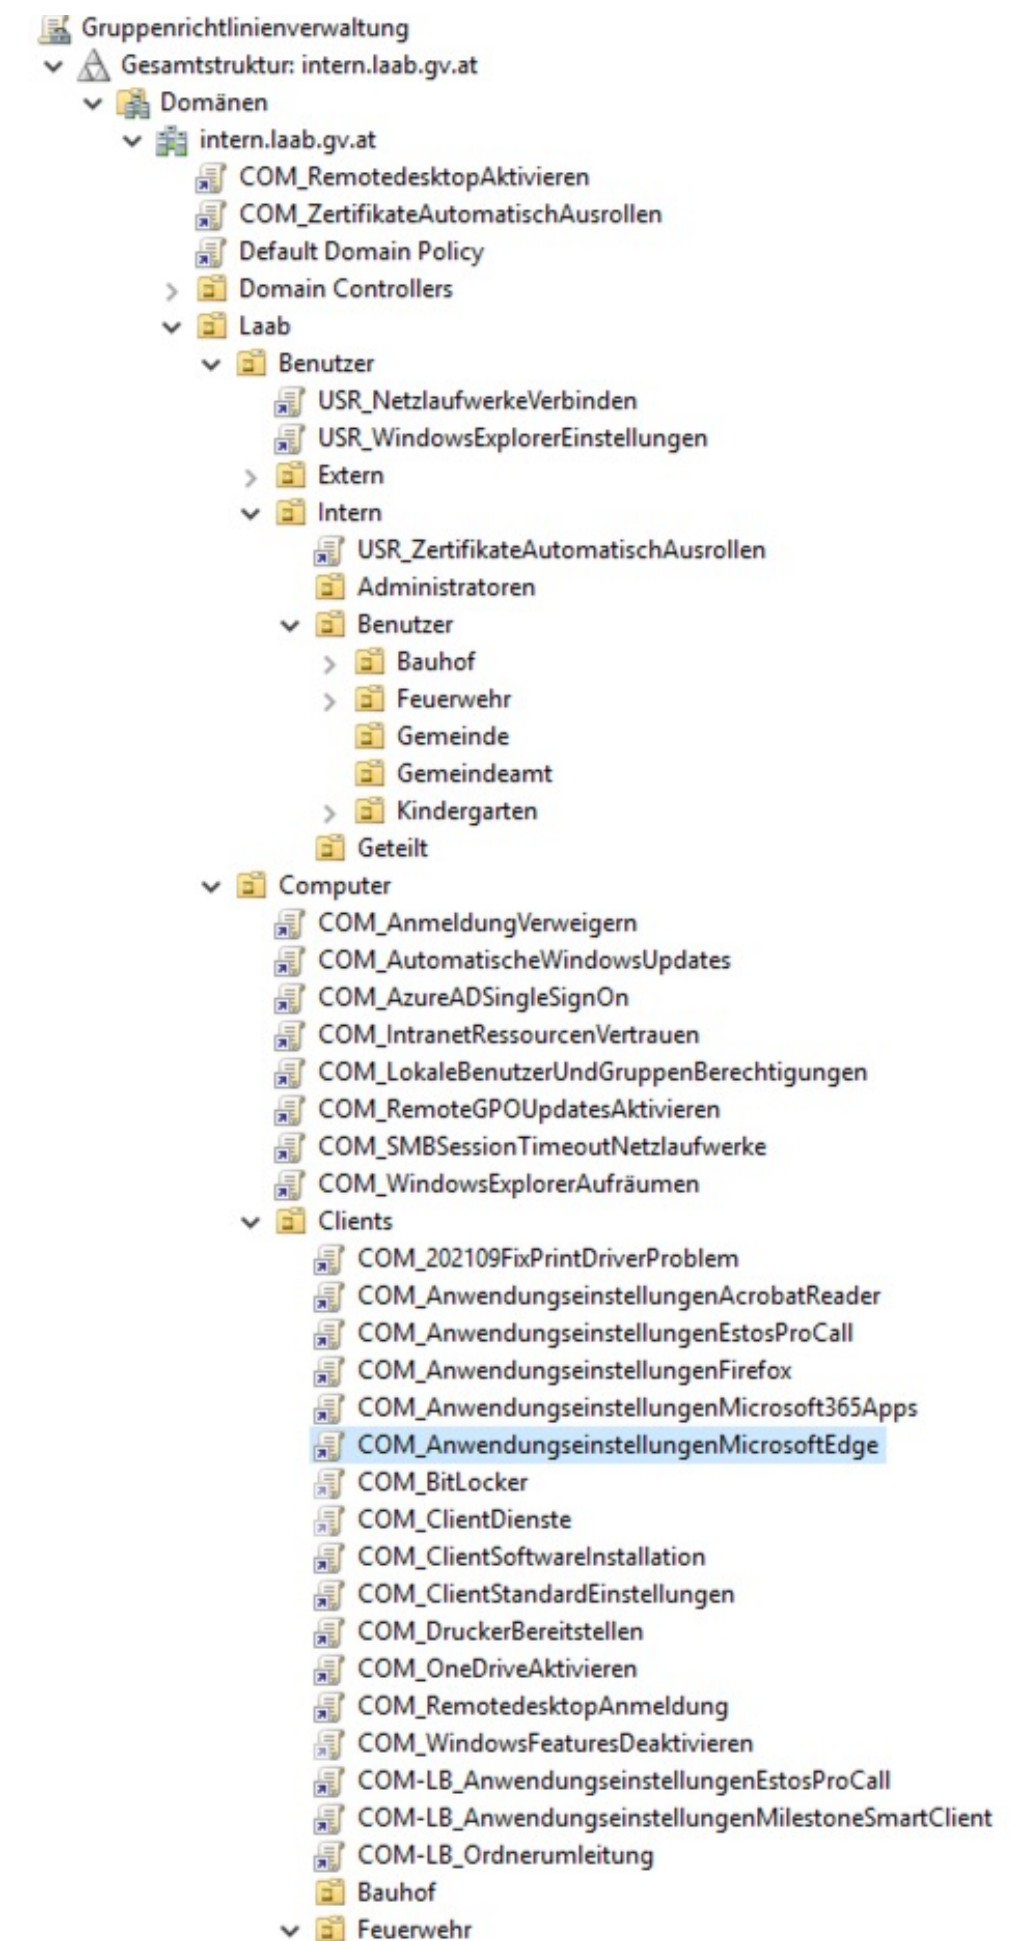 Gruppenrichtlinienverwaltung
Gesamtstruktur: intern.laab.gv.at
Domänen
intern.laab.gv.at
COM_RemotedesktopAktivieren
COM_ZertifikateAutomatischAusrollen
Default Domain Policy
Domain Controllers
Laab
Benutzer
USR_NetzlaufwerkeVerbinden
USR_WindowsExplorerEinstellungen
Extern
Intern
USR_ZertifikateAutomatischAusrollen
Administratoren
Benutzer
Bauhof
Feuerwehr
Gemeinde
Gemeindeamt
Kindergarten
Geteilt
Computer
COM_AnmeldungVerweigern
COM_AutomatischeWindowsUpdates
COM_AzureADSingleSignOn
COM_IntranetRessourcenVertrauen
COM_LokaleBenutzerUndGruppenBerechtigungen
COM_RemoteGPOUpdatesAktivieren
COM_SMBSessionTimeoutNetzlaufwerke
COM_WindowsExplorerAufräumen
Clients
COM_202109FixPrintDriverProblem
COM_AnwendungseinstellungenAcrobatReader
COM_AnwendungseinstellungenEstosProCall
COM_AnwendungseinstellungenFirefox
COM_AnwendungseinstellungenMicrosoft365Apps
COM_AnwendungseinstellungenMicrosoftEdge
COM_BitLocker
COM_ClientDienste
COM_ClientSoftwareInstallation
COM_ClientStandardEinstellungen
COM_DruckerBereitstellen
COM_OneDriveAktivieren
COM_RemotedesktopAnmeldung
COM_WindowsFeaturesDeaktivieren
COM-LB_AnwendungseinstellungenEstosProCall
COM-LB_AnwendungseinstellungenMilestoneSmartClient
COM-LB_Ordnerumleitung
Bauhof
Feuerwehr